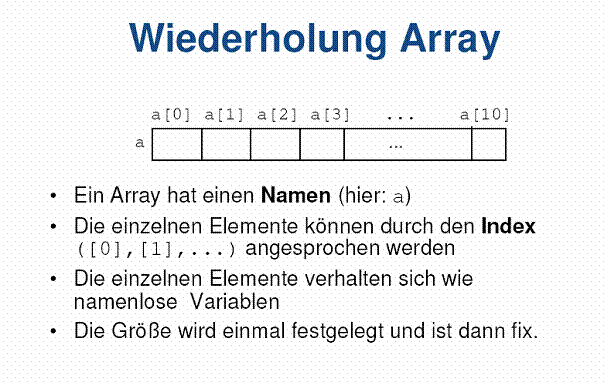 Wiederholung Array
a[0] a[1] a[2] a[3] ... a[10]
a ...
• Ein Array hat einen Namen (hier: a)
• Die einzelnen Elemente können durch den Index
([0],[1],...) angesprochen werden
• Die einzelnen Elemente verhalten sich wie
namenlose Variablen
• Die Größe wird einmal festgelegt und ist dann fix.